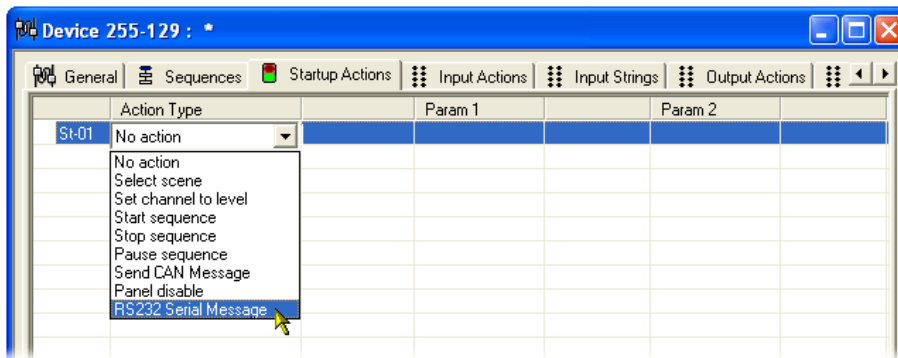 Device 255-129 : *
General Sequences Startup Actions Input Actions Input Strings Output Actions
Action Type Param 1 Param 2
St-01 No action
No action
Select scene
Set channel to level
Start sequence
Stop sequence
Pause sequence
Send CAN Message
Panel disable
RS232 Serial Message